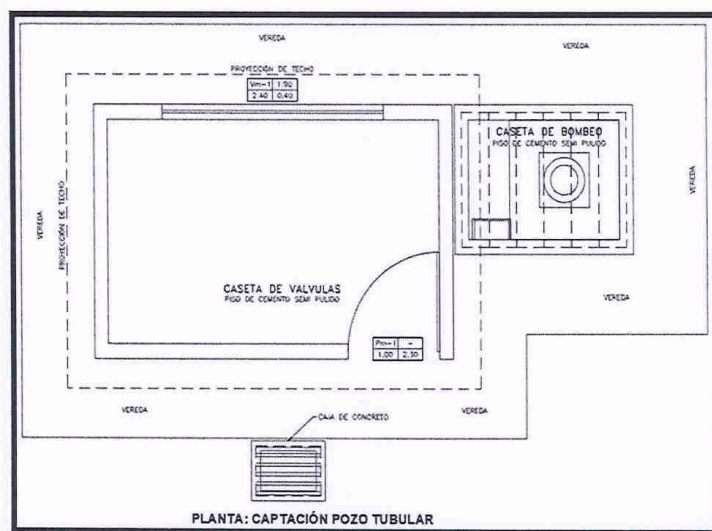 VEREDA
VEREDA
PROYECCIÓN DE TECHO
Vm-1 1.90
2.40 0.40
CASETA DE BOMBEO
PISO DE CEMENTO SEMI PULIDO
PROYECCIÓN DE TECHO
VEREDA
VEREDA
CASETA DE VALVULAS
PISO DE CEMENTO SEMI PULIDO
VEREDA
Pm-1 -
1.00 2.30
VEREDA
CAJA DE CONCRETO
VEREDA
PLANTA: CAPTACIÓN POZO TUBULAR